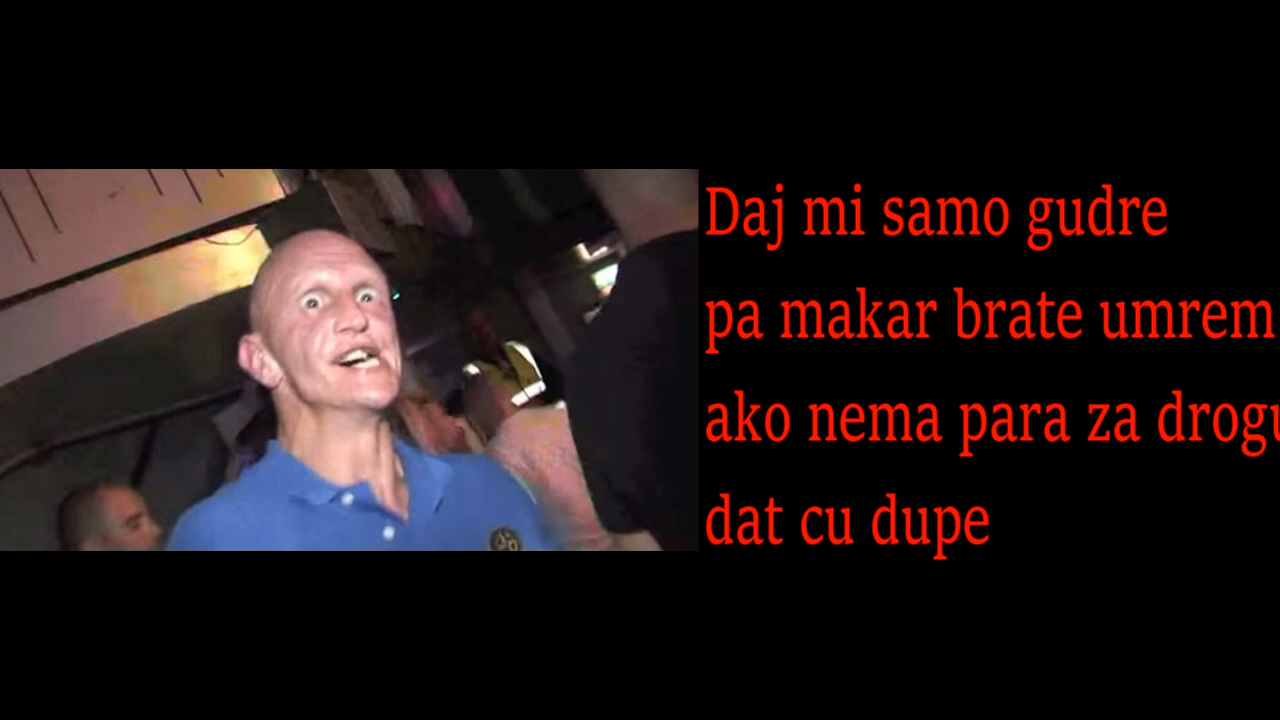 Daj mi samo gudre
pa makar brate umrem
ako nema para za drogu
dat cu dupe